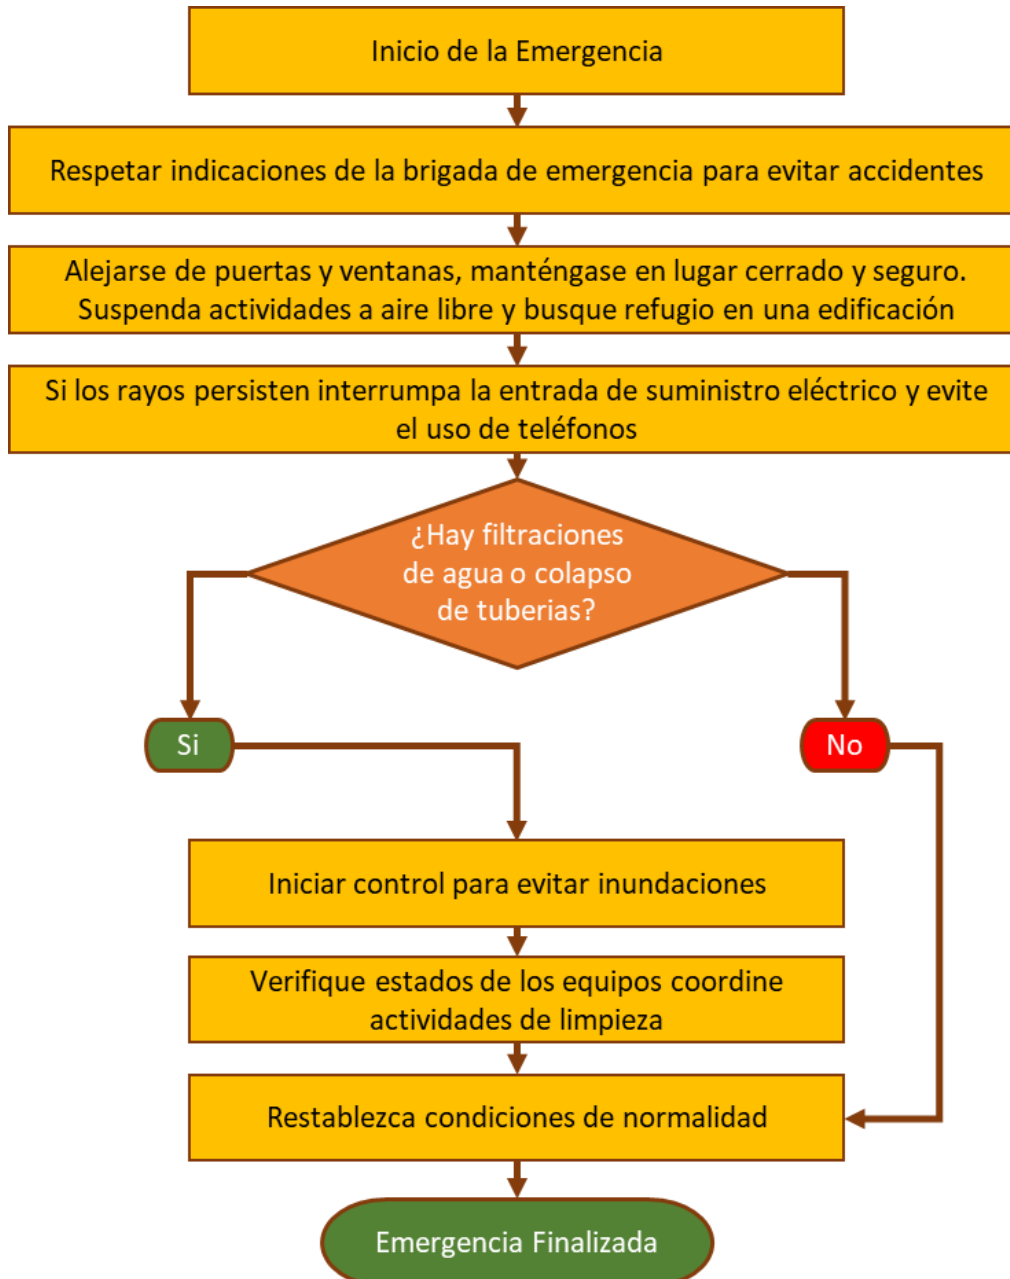 Inicio de la Emergencia
Respetar indicaciones de la brigada de emergencia para evitar accidentes
Alejarse de puertas y ventanas, manténgase en lugar cerrado y seguro.
Suspenda actividades a aire libre y busque refugio en una edificación
Si los rayos persisten interrumpa la entrada de suministro eléctrico y evite
el uso de teléfonos
¿Hay filtraciones
de agua o colapso
de tuberias?
Si
No
Iniciar control para evitar inundaciones
Verifique estados de los equipos coordine
actividades de limpieza
Restablezca condiciones de normalidad
Emergencia Finalizada